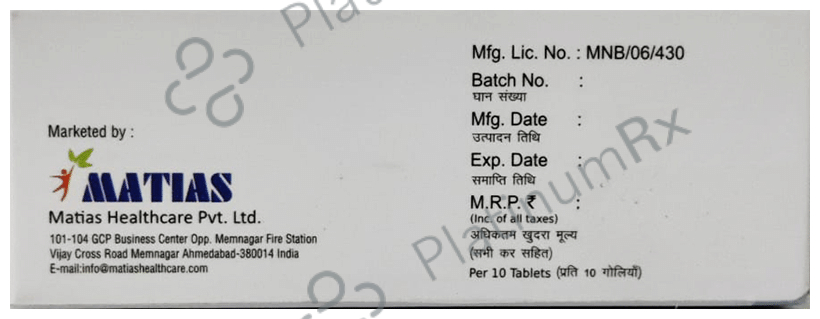 Marketed by :
MATIAS
Matias Healthcare Pvt. Ltd.
101-104 GCP Business Center Opp. Memnagar Fire Station
Vijay Cross Road Memnagar Ahmedabad-380014 India
E-mail:info@matiashealthcare.com
Mfg. Lic. No. : MNB/06/430
Batch No. :
घान संख्या
Mfg. Date :
उत्पादन तिथि
Exp. Date :
समाप्ति तिथि
M.R.P. ₹ :
(Inc. of all taxes)
अधिकतम खुदरा मूल्य
(सभी कर सहित)
Per 10 Tablets (प्रति 10 गोलियाँ)
PlatinumRx